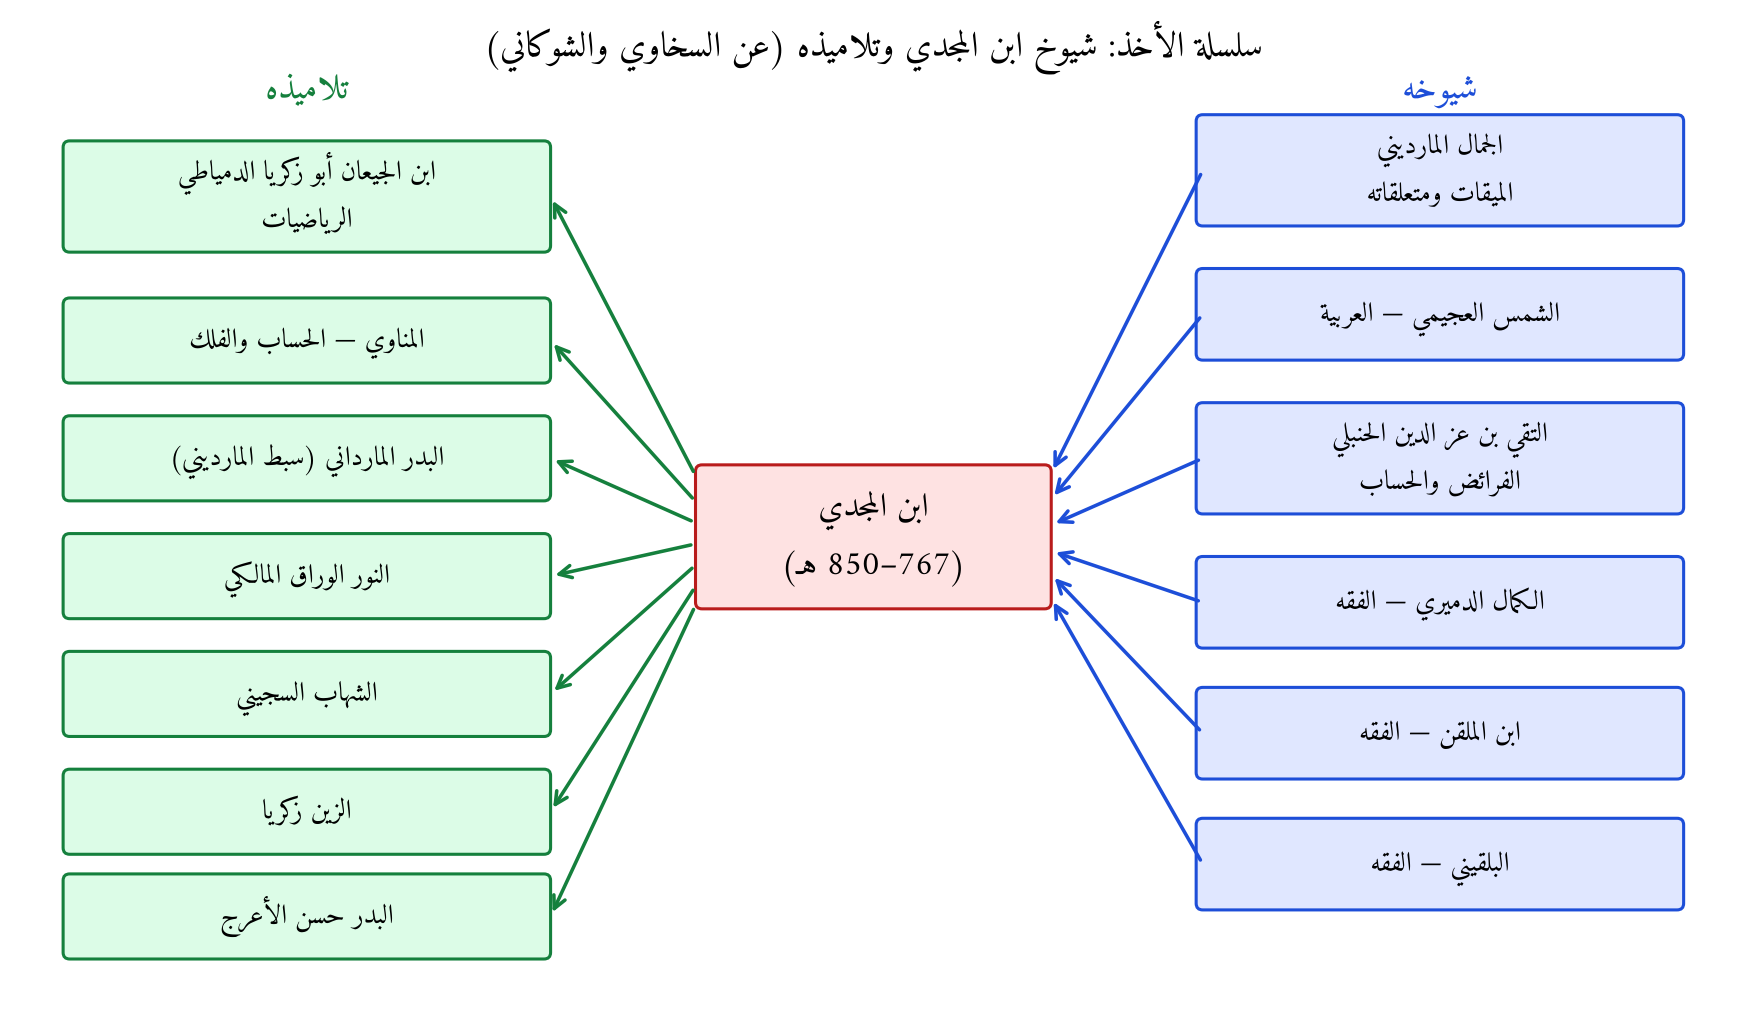 سلسلة الأخذ: شيوخ ابن المجدي وتلاميذه (عن السخاوي والشوكاني)
شيوخه
الجمال المارديني
الميقات ومتعلقاته
الشمس العجيمي – العربية
التقي بن عز الدين الحنبلي
الفرائض والحساب
الكمال الدميري – الفقه
ابن الملقن – الفقه
البلقيني – الفقه
ابن المجدي
(767–850 هـ)
تلاميذه
ابن الجيعان أبو زكريا الدمياطي
الرياضيات
المناوي – الحساب والفلك
البدر المارداني (سبط المارديني)
النور الوراق المالكي
الشهاب السجيني
الزين زكريا
البدر حسن الأعرج